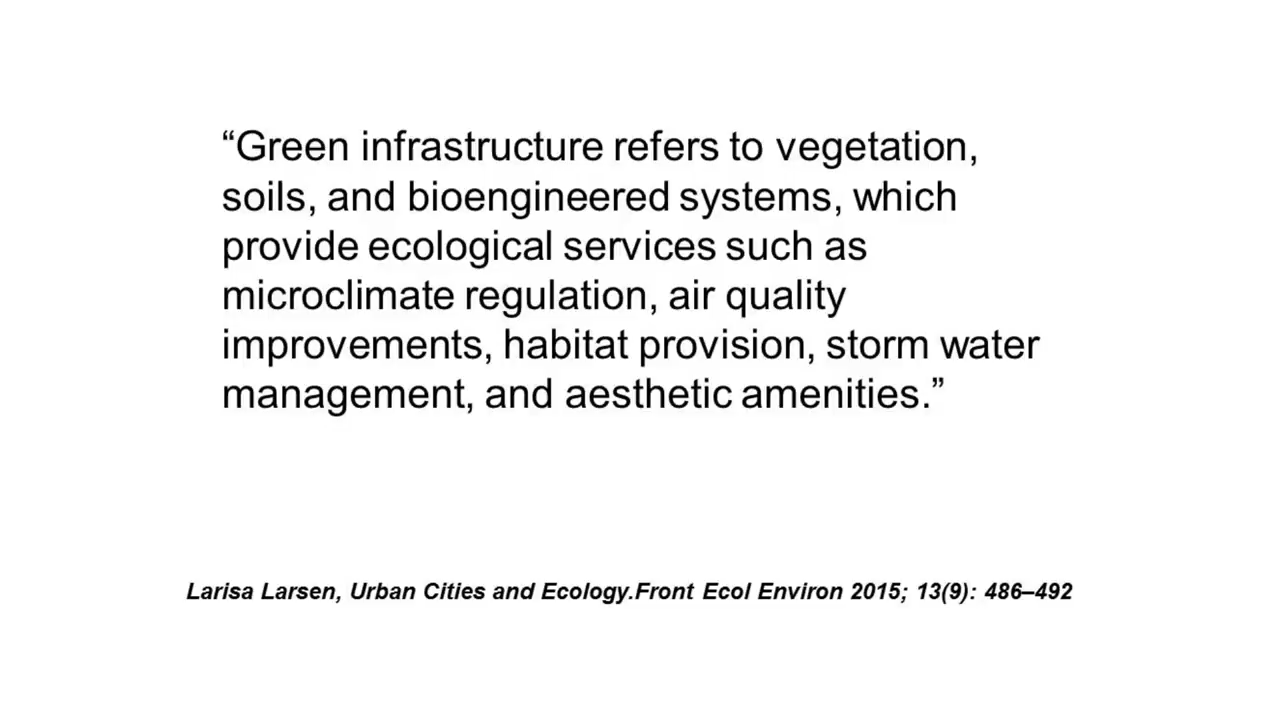 “Green infrastructure refers to vegetation,
soils, and bioengineered systems, which
provide ecological services such as
microclimate regulation, air quality
improvements, habitat provision, storm water
management, and aesthetic amenities.”
Larisa Larsen, Urban Cities and Ecology.Front Ecol Environ 2015; 13(9): 486–492